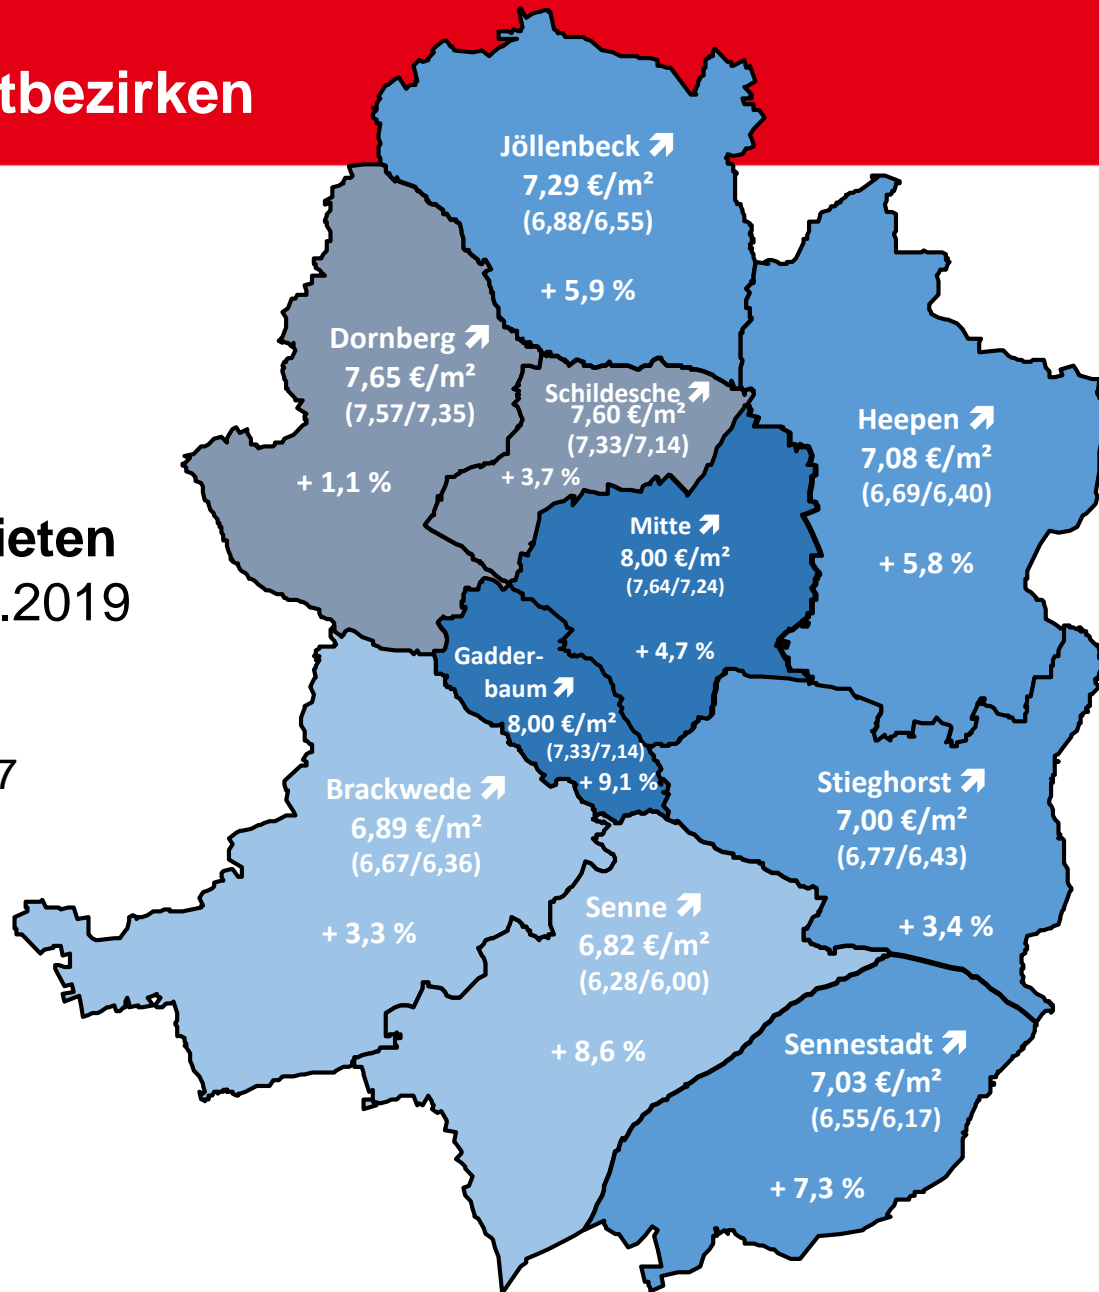 tbezirken
Jöllenbeck
7,29 €/m²
(6,88/6,55)
+ 5,9 %
Dornberg
7,65 €/m²
(7,57/7,35)
+ 1,1 %
Schildesche
7,60 €/m²
(7,33/7,14)
+ 3,7 %
Heepen
7,08 €/m²
(6,69/6,40)
+ 5,8 %
ieten
.2019
Mitte
8,00 €/m²
(7,64/7,24)
+ 4,7 %
Gadder-
baum
8,00 €/m²
(7,33/7,14)
+ 9,1 %
7
Brackwede
6,89 €/m²
(6,67/6,36)
+ 3,3 %
Stieghorst
7,00 €/m²
(6,77/6,43)
+ 3,4 %
Senne
6,82 €/m²
(6,28/6,00)
+ 8,6 %
Sennestadt
7,03 €/m²
(6,55/6,17)
+ 7,3 %